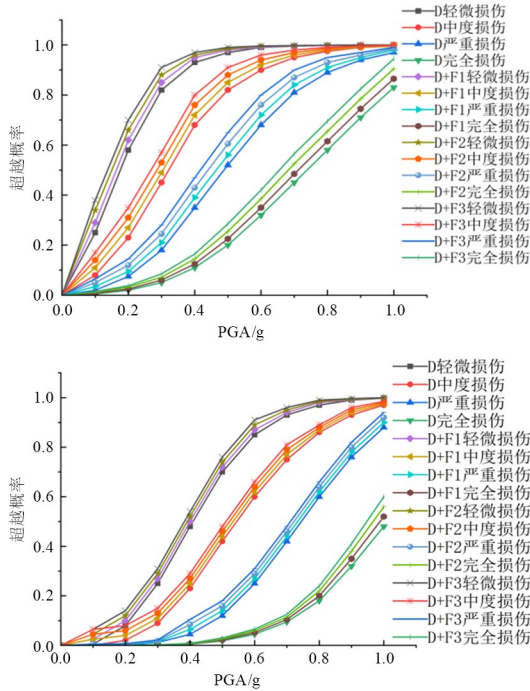 超越概率
1.0
0.8
0.6
0.4
0.2
0.0
0.0 0.2 0.4 0.6 0.8 1.0
PGA/g
D轻微损伤
D中度损伤
D严重损伤
D完全损伤
D+F1轻微损伤
D+F1中度损伤
D+F1严重损伤
D+F1完全损伤
D+F2轻微损伤
D+F2中度损伤
D+F2严重损伤
D+F2完全损伤
D+F3轻微损伤
D+F3中度损伤
D+F3严重损伤
D+F3完全损伤
超越概率
1.0
0.8
0.6
0.4
0.2
0.0
0.0 0.2 0.4 0.6 0.8 1.0
PGA/g
D轻微损伤
D中度损伤
D严重损伤
D完全损伤
D+F1轻微损伤
D+F1中度损伤
D+F1严重损伤
D+F1完全损伤
D+F2轻微损伤
D+F2中度损伤
D+F2严重损伤
D+F2完全损伤
D+F3轻微损伤
D+F3中度损伤
D+F3严重损伤
D+F3完全损伤